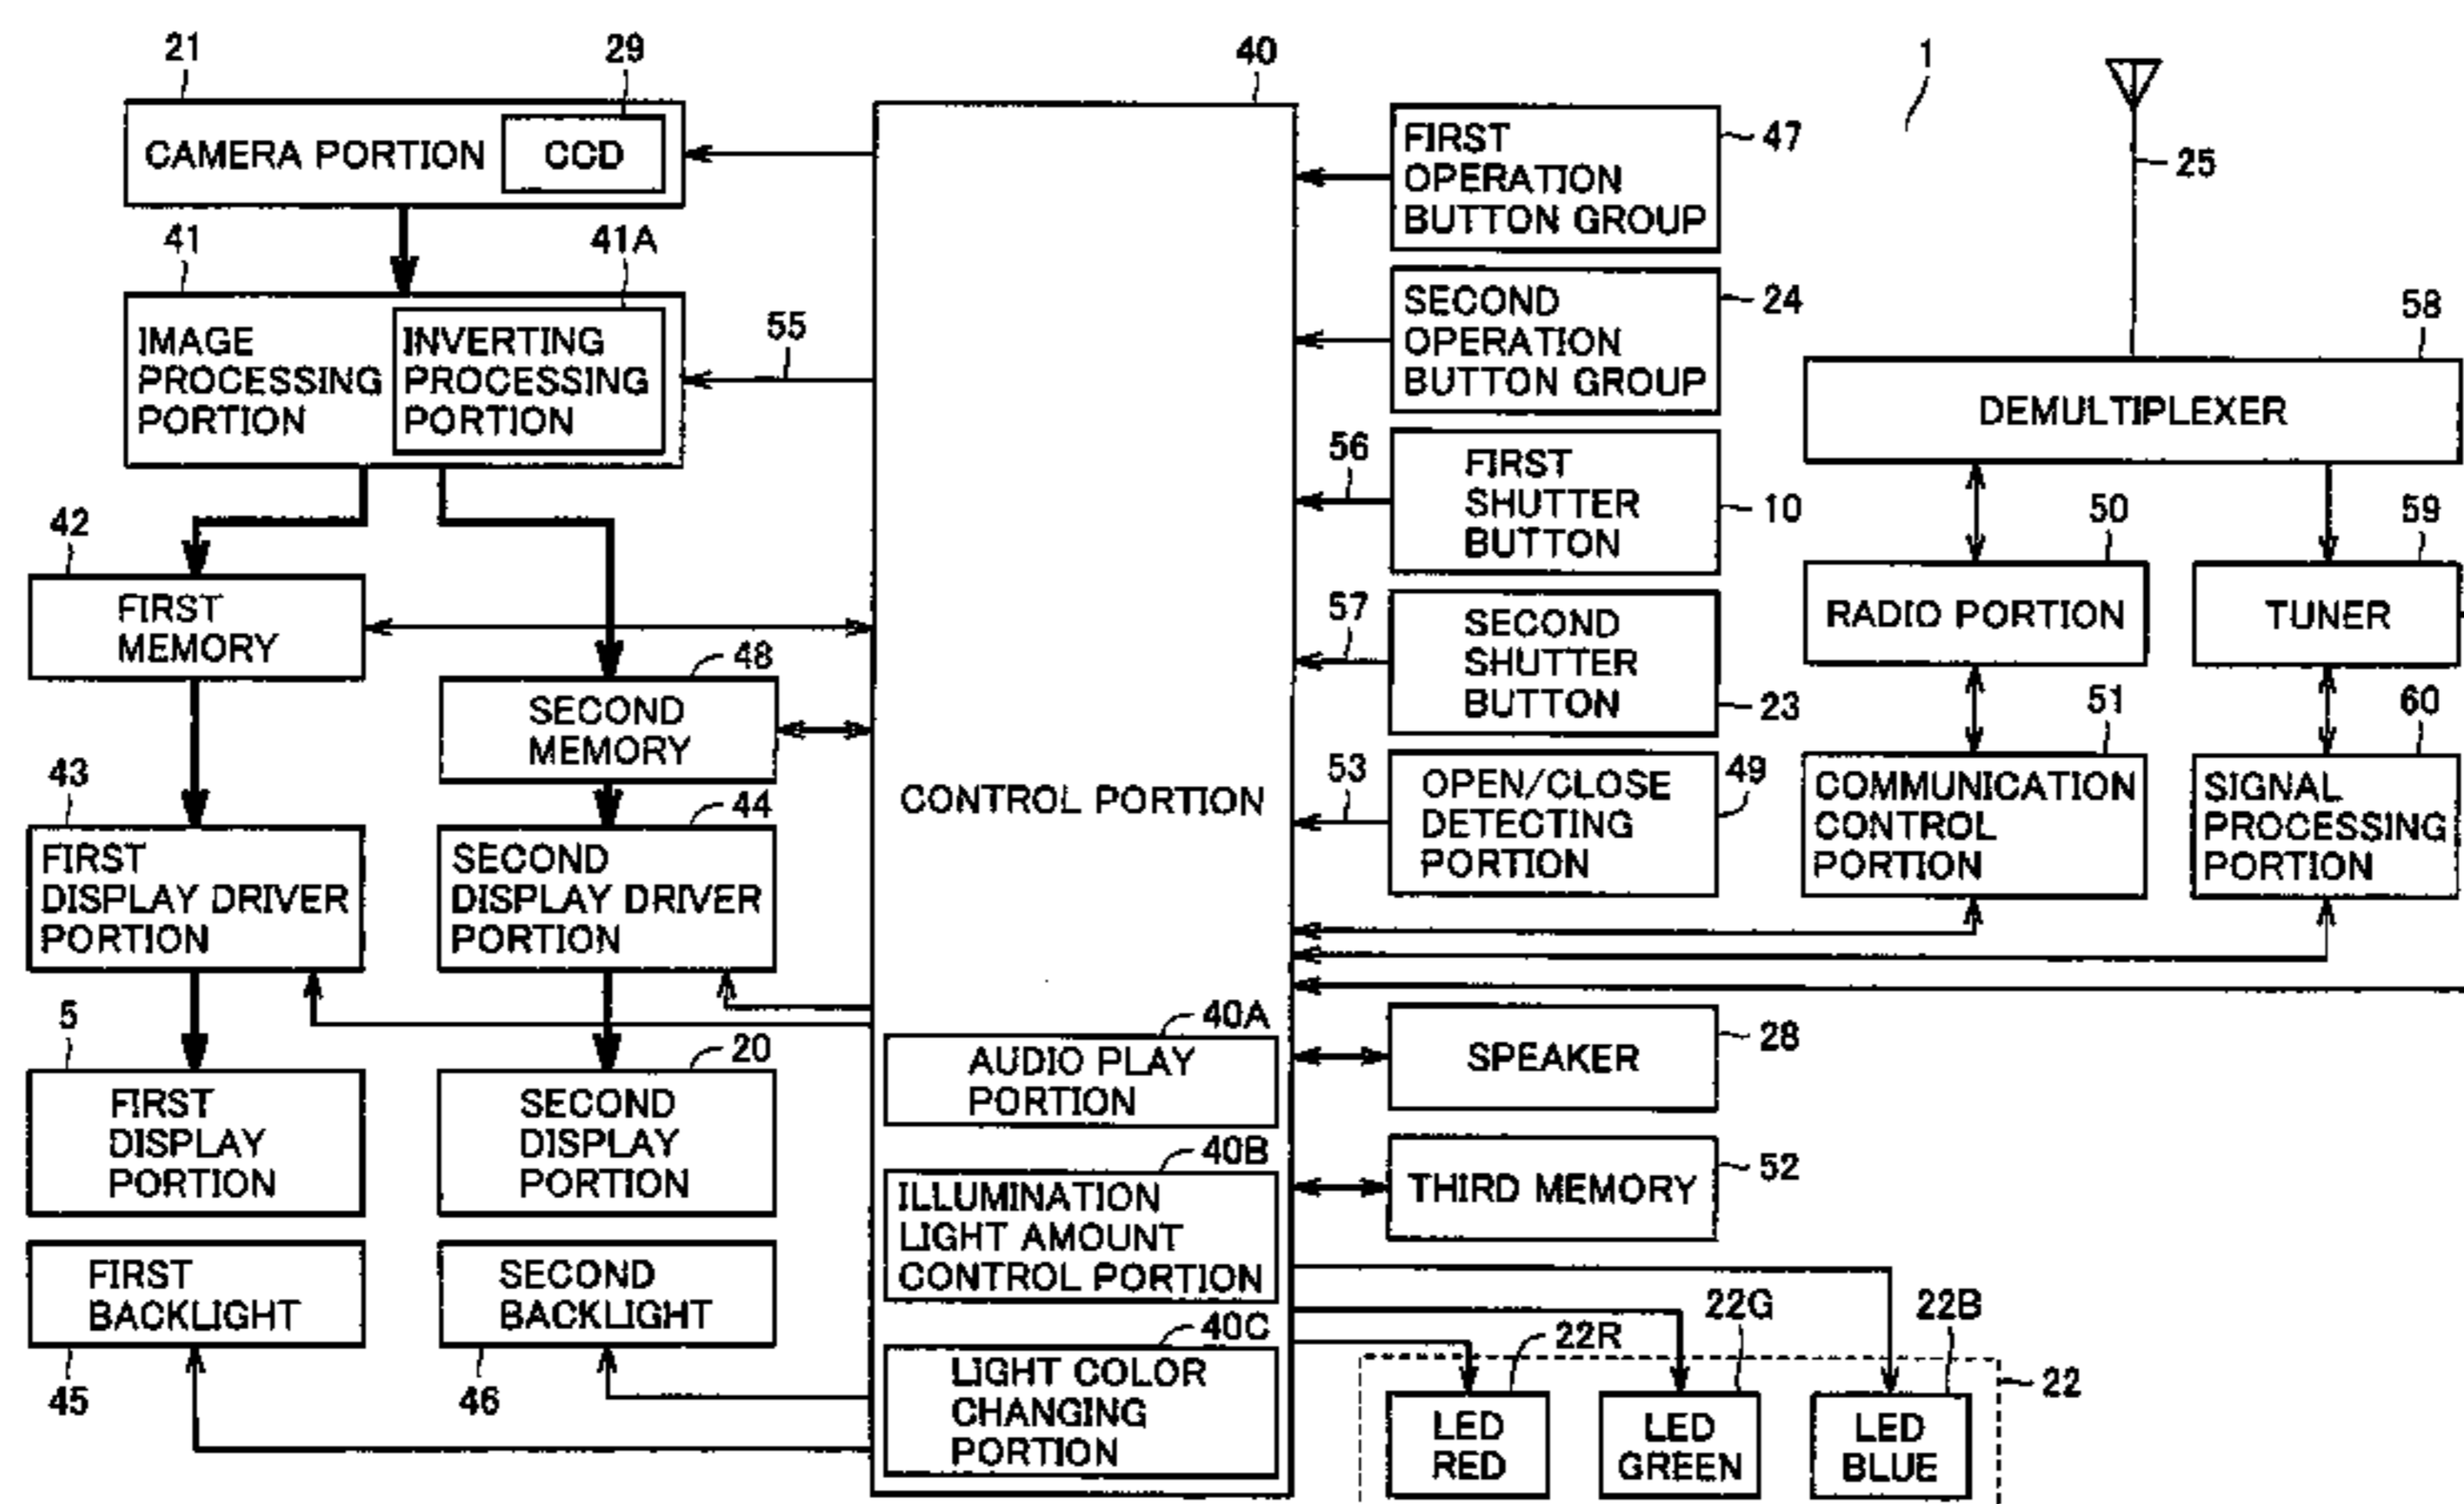 21
29
40
1
CAMERA PORTION
CCD
FIRST
OPERATION
BUTTON GROUP
47
25
41
41A
IMAGE
PROCESSING
PORTION
INVERTING
PROCESSING
PORTION
55
SECOND
OPERATION
BUTTON GROUP
24
58
DEMULTIPLEXER
56
FIRST
SHUTTER
BUTTON
10
42
FIRST
MEMORY
50
RADIO PORTION
59
TUNER
57
SECOND
SHUTTER
BUTTON
23
48
SECOND
MEMORY
CONTROL PORTION
53
OPEN/CLOSE
DETECTING
PORTION
49
51
COMMUNICATION
CONTROL
PORTION
60
SIGNAL
PROCESSING
PORTION
43
FIRST
DISPLAY DRIVER
PORTION
44
SECOND
DISPLAY DRIVER
PORTION
5
FIRST
DISPLAY
PORTION
20
SECOND
DISPLAY
PORTION
40A
AUDIO PLAY
PORTION
SPEAKER
28
40B
ILLUMINATION
LIGHT AMOUNT
CONTROL PORTION
THIRD MEMORY
52
FIRST
BACKLIGHT
45
SECOND
BACKLIGHT
46
40C
LIGHT COLOR
CHANGING
PORTION
22R
22G
22B
22
LED
RED
LED
GREEN
LED
BLUE